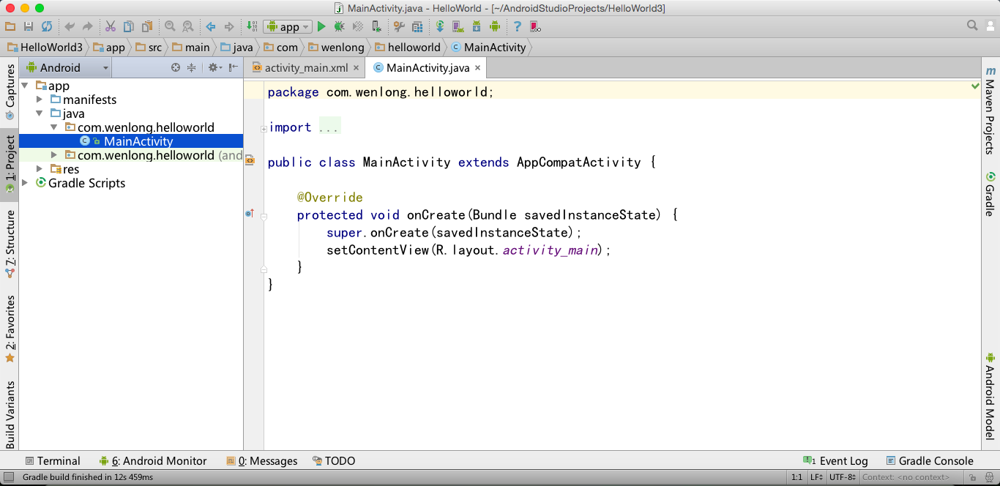 MainActivity.java - HelloWorld - [~/AndroidStudioProjects/HelloWorld3]
app
HelloWorld3 app src main java com wenlong helloworld MainActivity
Captures
1: Project
7: Structure
2: Favorites
Build Variants
Android
app
manifests
java
com.wenlong.helloworld
MainActivity
com.wenlong.helloworld (and
res
Gradle Scripts
activity_main.xml × MainActivity.java ×
package com.wenlong.helloworld;
import ...
public class MainActivity extends AppCompatActivity {
@Override
protected void onCreate(Bundle savedInstanceState) {
super.onCreate(savedInstanceState);
setContentView(R.layout.activity_main);
}
}
Maven Projects
Gradle
Android Model
Terminal 6: Android Monitor 0: Messages TODO 1 Event Log Gradle Console
Gradle build finished in 12s 459ms 1:1 LF UTF-8 Context: <no context>